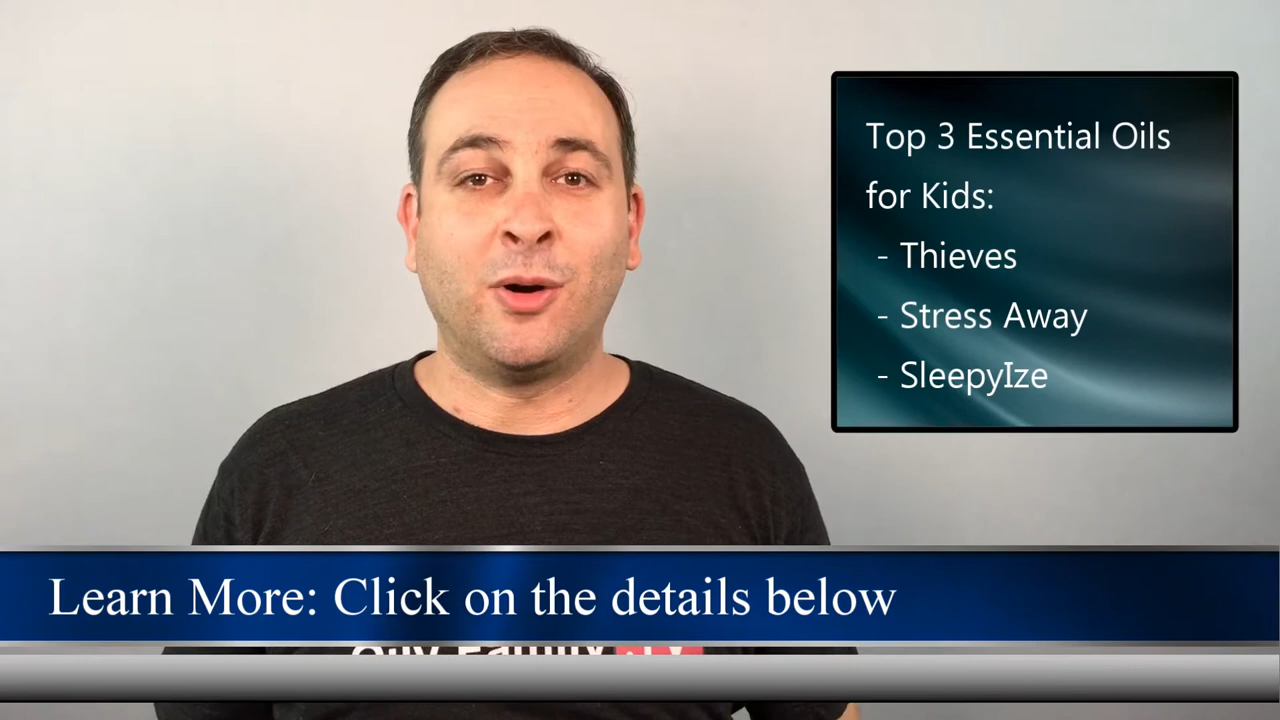 Top 3 Essential Oils
for Kids:
- Thieves
- Stress Away
- SleepyIze
Learn More: Click on the details below